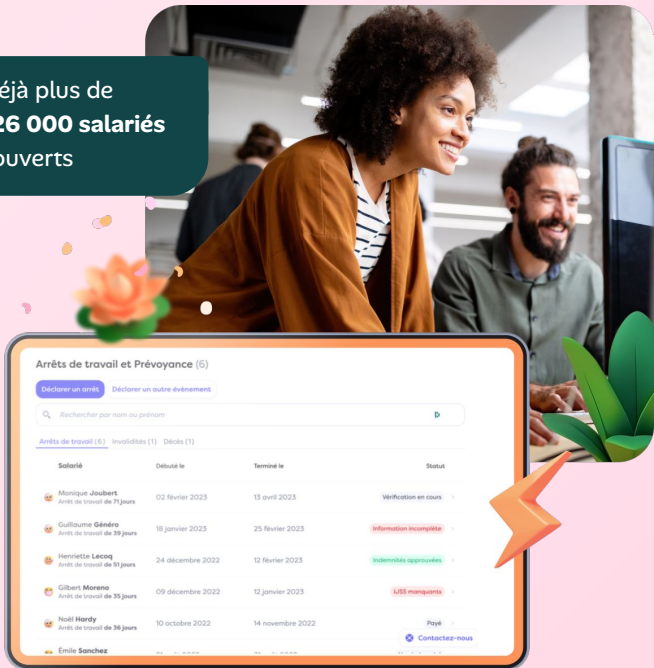 éjà plus de
26 000 salariés
ouverts
Arrêts de travail et Prévoyance (6)
Déclarer un arrêt Déclarer un autre événement
Rechercher par nom ou prénom
Arrêts de travail (6) Invalidités (1) Décès (1)
Salarié Débuté le Terminé le Statut
Monique Joubert
Arrêt de travail de 71 jours
02 février 2023 13 avril 2023 Vérification en cours
Guillaume Généro
Arrêt de travail de 39 jours
18 janvier 2023 25 février 2023 Information incomplète
Henriette Lecoq
Arrêt de travail de 51 jours
24 décembre 2022 12 février 2023 Indemnités approuvées
Gilbert Moreno
Arrêt de travail de 35 jours
09 décembre 2022 12 janvier 2023 IJSS manquants
Noël Hardy
Arrêt de travail de 36 jours
10 octobre 2022 14 novembre 2022 Payé
Contactez-nous
Émile Sanchez